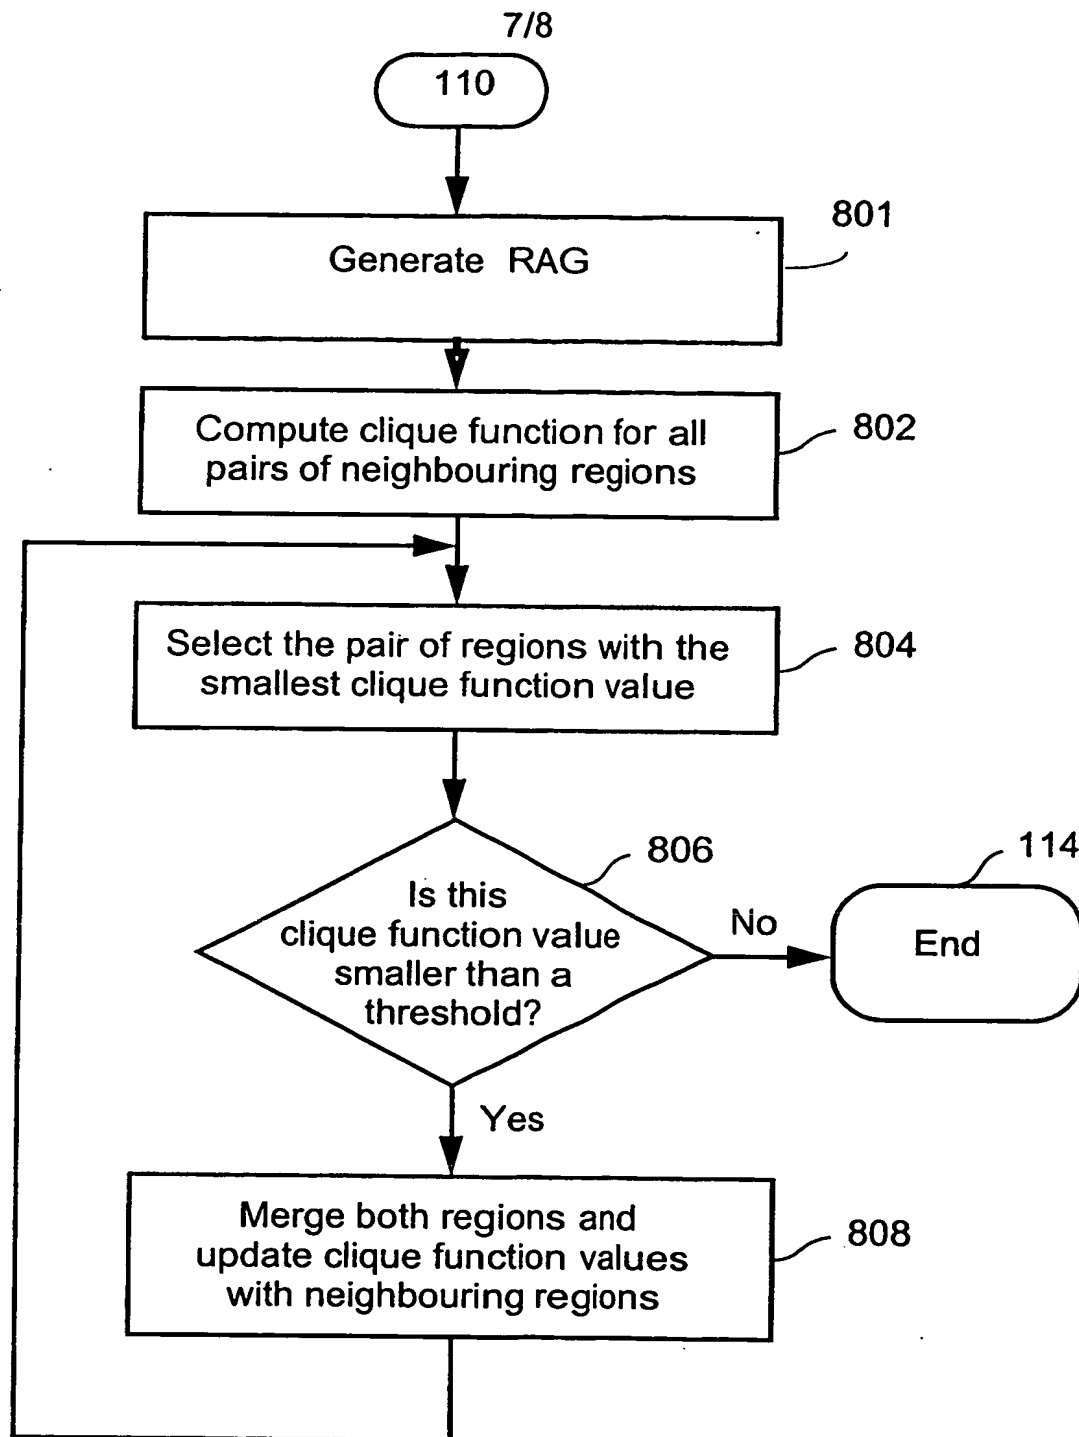 7/8
110
801
Generate RAG
Compute clique function for all
pairs of neighbouring regions
802
Select the pair of regions with the
smallest clique function value
804
806
114
Is this
clique function value
smaller than a
threshold?
No
End
Yes
Merge both regions and
update clique function values
with neighbouring regions
808